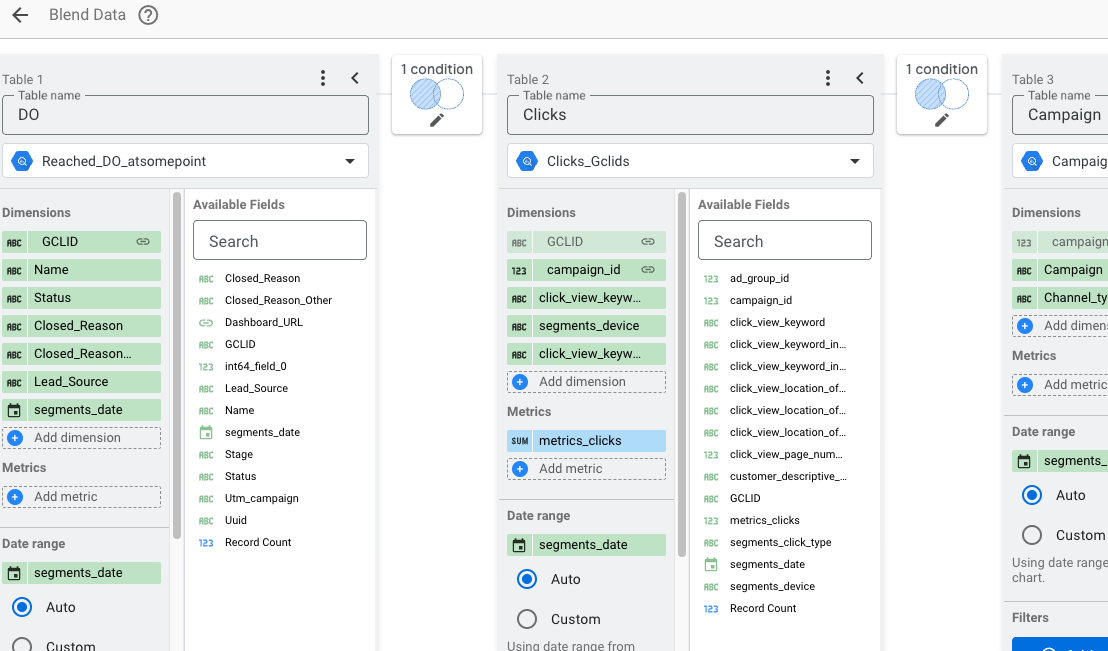 Blend Data
Table 1
Table name
DO
Reached_DO_atsomepoint
Dimensions
ABC GCLID
ABC Name
ABC Status
ABC Closed_Reason
ABC Closed_Reason...
ABC Lead_Source
segments_date
Add dimension
Metrics
Add metric
Date range
segments_date
Auto
Custom
Available Fields
Search
ABC Closed_Reason
ABC Closed_Reason_Other
Dashboard_URL
ABC GCLID
123 int64_field_0
ABC Lead_Source
ABC Name
segments_date
ABC Stage
ABC Status
ABC Utm_campaign
ABC Uuid
123 Record Count
1 condition
Table 2
Table name
Clicks
Clicks_Gclids
Dimensions
ABC GCLID
123 campaign_id
ABC click_view_keyw...
ABC segments_device
ABC click_view_keyw...
Add dimension
Metrics
SUM metrics_clicks
Add metric
Date range
segments_date
Auto
Custom
Using date range from
Available Fields
Search
123 ad_group_id
123 campaign_id
ABC click_view_keyword
ABC click_view_keyword_in...
ABC click_view_keyword_in...
ABC click_view_location_of...
ABC click_view_location_of...
ABC click_view_location_of...
123 click_view_page_num...
ABC customer_descriptive_...
ABC GCLID
123 metrics_clicks
ABC segments_click_type
segments_date
ABC segments_device
123 Record Count
1 condition
Table 3
Table name
Campaign
Campaig
Dimensions
123 campaign
ABC Campaign
ABC Channel_ty
Add dimen
Metrics
Add metric
Date range
segments_
Auto
Custom
Using date range
chart.
Filters